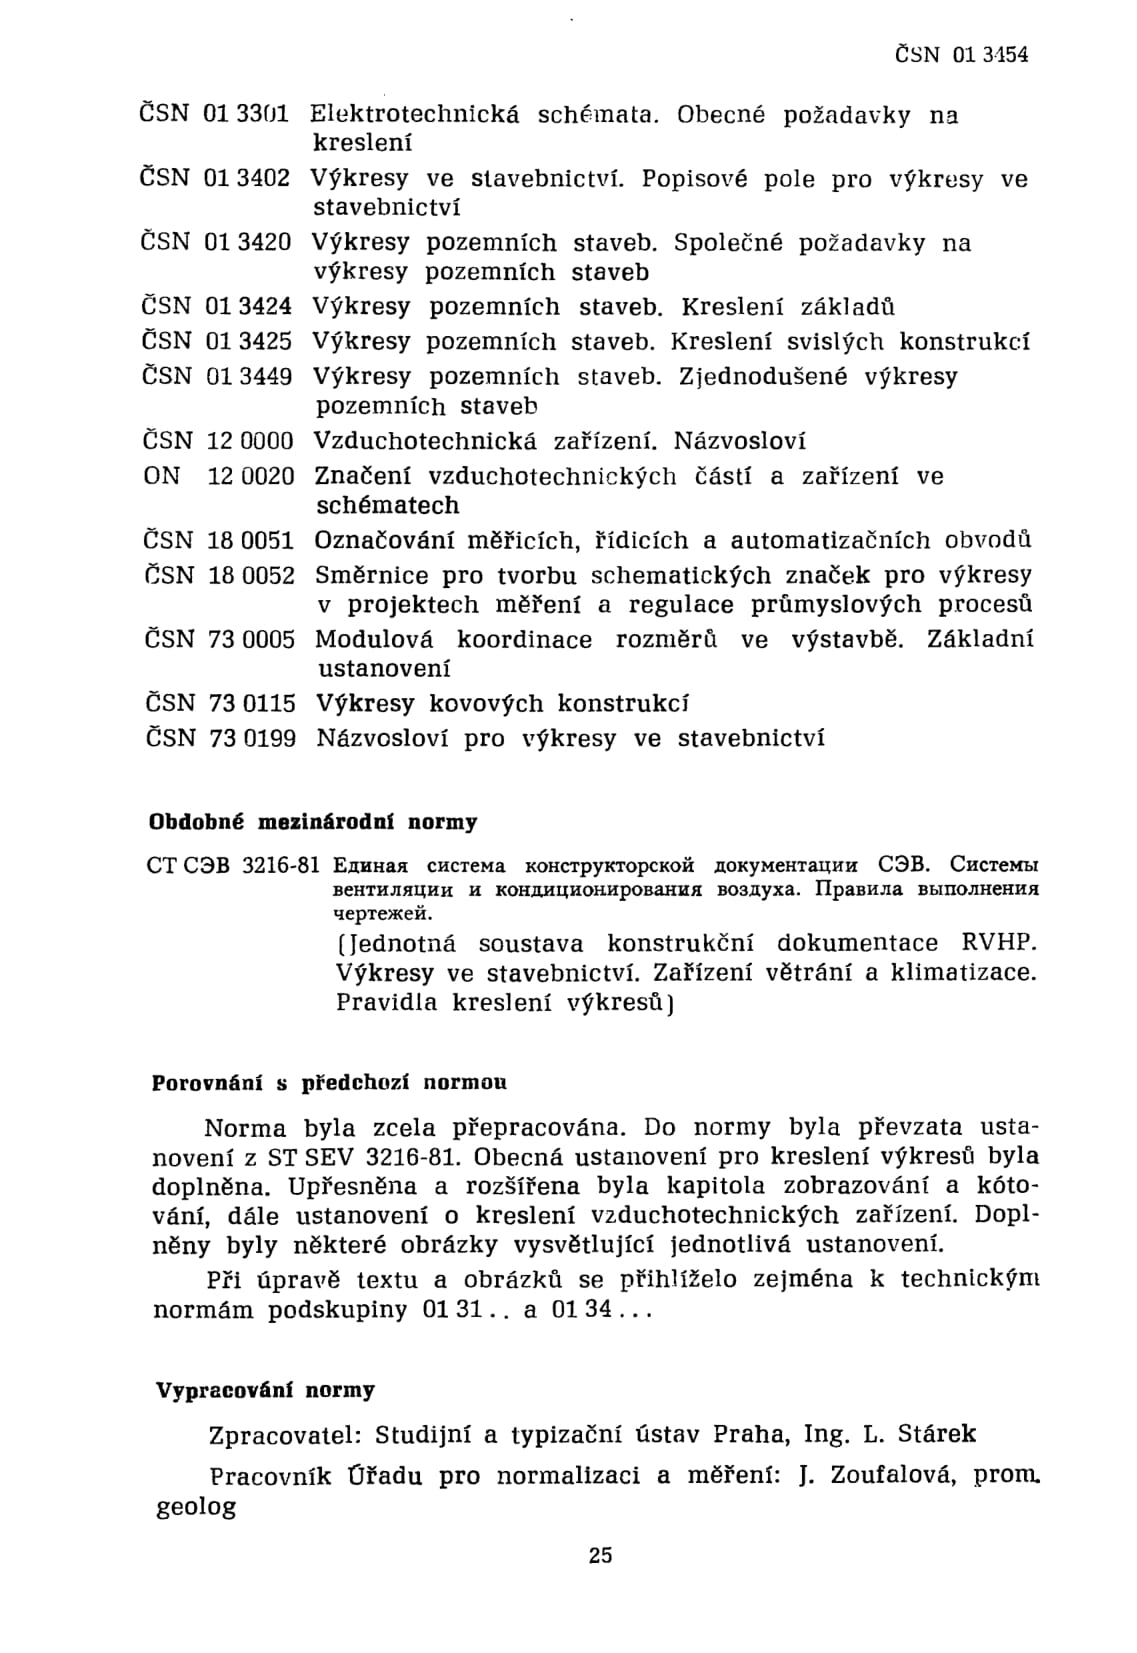 ČSN 01 3454
ČSN 01 3301 Elektrotechnická schémata. Obecné požadavky na
kreslení
ČSN 01 3402 Výkresy ve stavebnictví. Popisové pole pro výkresy ve
stavebnictví
ČSN 01 3420 Výkresy pozemních staveb. Společné požadavky na
výkresy pozemních staveb
ČSN 01 3424 Výkresy pozemních staveb. Kreslení základů
ČSN 01 3425 Výkresy pozemních staveb. Kreslení svislých konstrukcí
ČSN 01 3449 Výkresy pozemních staveb. Zjednodušené výkresy
pozemních staveb
ČSN 12 0000 Vzduchotechnická zařízení. Názvosloví
ON 12 0020 Značení vzduchotechnických částí a zařízení ve
schématech
ČSN 18 0051 Označování měřicích, řídicích a automatizačních obvodů
ČSN 18 0052 Směrnice pro tvorbu schematických značek pro výkresy
v projektech měření a regulace průmyslových procesů
ČSN 73 0005 Modulová koordinace rozměrů ve výstavbě. Základní
ustanovení
ČSN 73 0115 Výkresy kovových konstrukcí
ČSN 73 0199 Názvosloví pro výkresy ve stavebnictví
Obdobné mezinárodní normy
СТ СЭВ 3216-81 Единая система конструкторской документации СЭВ. Системы
вентиляции и кондиционирования воздуха. Правила выполнения
чертежей.
(Jednotná soustava konstrukční dokumentace RVHP.
Výkresy ve stavebnictví. Zařízení větrání a klimatizace.
Pravidla kreslení výkresů)
Porovnání s předchozí normou
Norma byla zcela přepracována. Do normy byla převzata usta-
novení z ST SEV 3216-81. Obecná ustanovení pro kreslení výkresů byla
doplněna. Upřesněna a rozšířena byla kapitola zobrazování a kóto-
vání, dále ustanovení o kreslení vzduchotechnických zařízení. Dopl-
něny byly některé obrázky vysvětlující jednotlivá ustanovení.
Při úpravě textu a obrázků se přihlíželo zejména k technickým
normám podskupiny 01 31 . . a 01 34 . . .
Vypracování normy
Zpracovatel: Studijní a typizační ústav Praha, Ing. L. Stárek
Pracovník Úřadu pro normalizaci a měření: J. Zoufalová, prom.
geolog
25